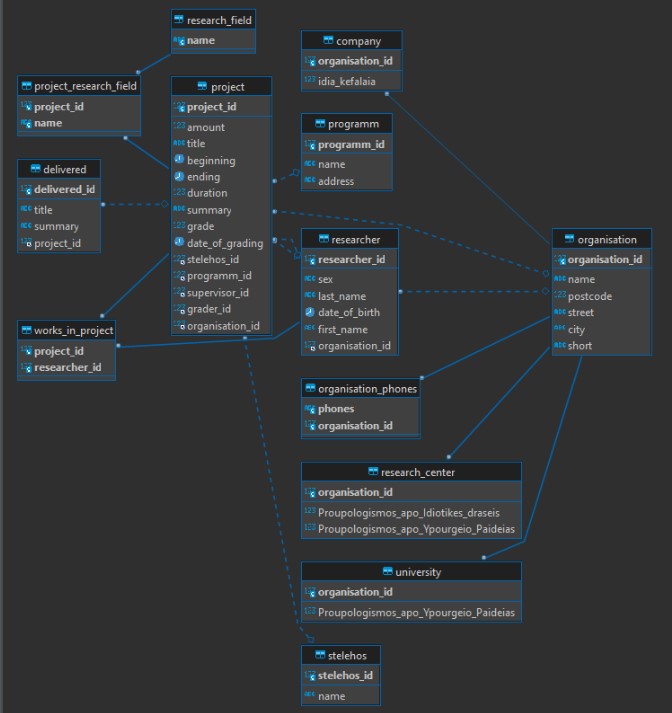 research_field
name
company
organisation_id
idia_kefalaia
project_research_field
project_id
name
project
project_id
amount
title
beginning
ending
duration
summary
grade
date_of_grading
stelehos_id
programm_id
supervisor_id
grader_id
organisation_id
programm
programm_id
name
address
delivered
delivered_id
title
summary
project_id
researcher
researcher_id
sex
last_name
date_of_birth
first_name
organisation_id
organisation
organisation_id
name
postcode
street
city
short
works_in_project
project_id
researcher_id
organisation_phones
phones
organisation_id
research_center
organisation_id
Proupologismos_apo_Idiotikes_draseis
Proupologismos_apo_Ypourgeio_Paideias
university
organisation_id
Proupologismos_apo_Ypourgeio_Paideias
stelehos
stelehos_id
name